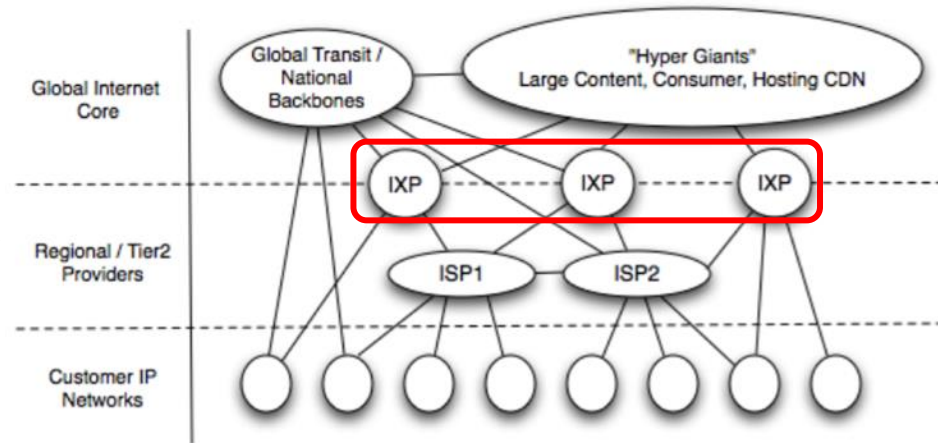 Global Internet
Core
Global Transit /
National
Backbones
"Hyper Giants"
Large Content, Consumer, Hosting CDN
IXP
IXP
IXP
Regional / Tier2
Providers
ISP1
ISP2
Customer IP
Networks